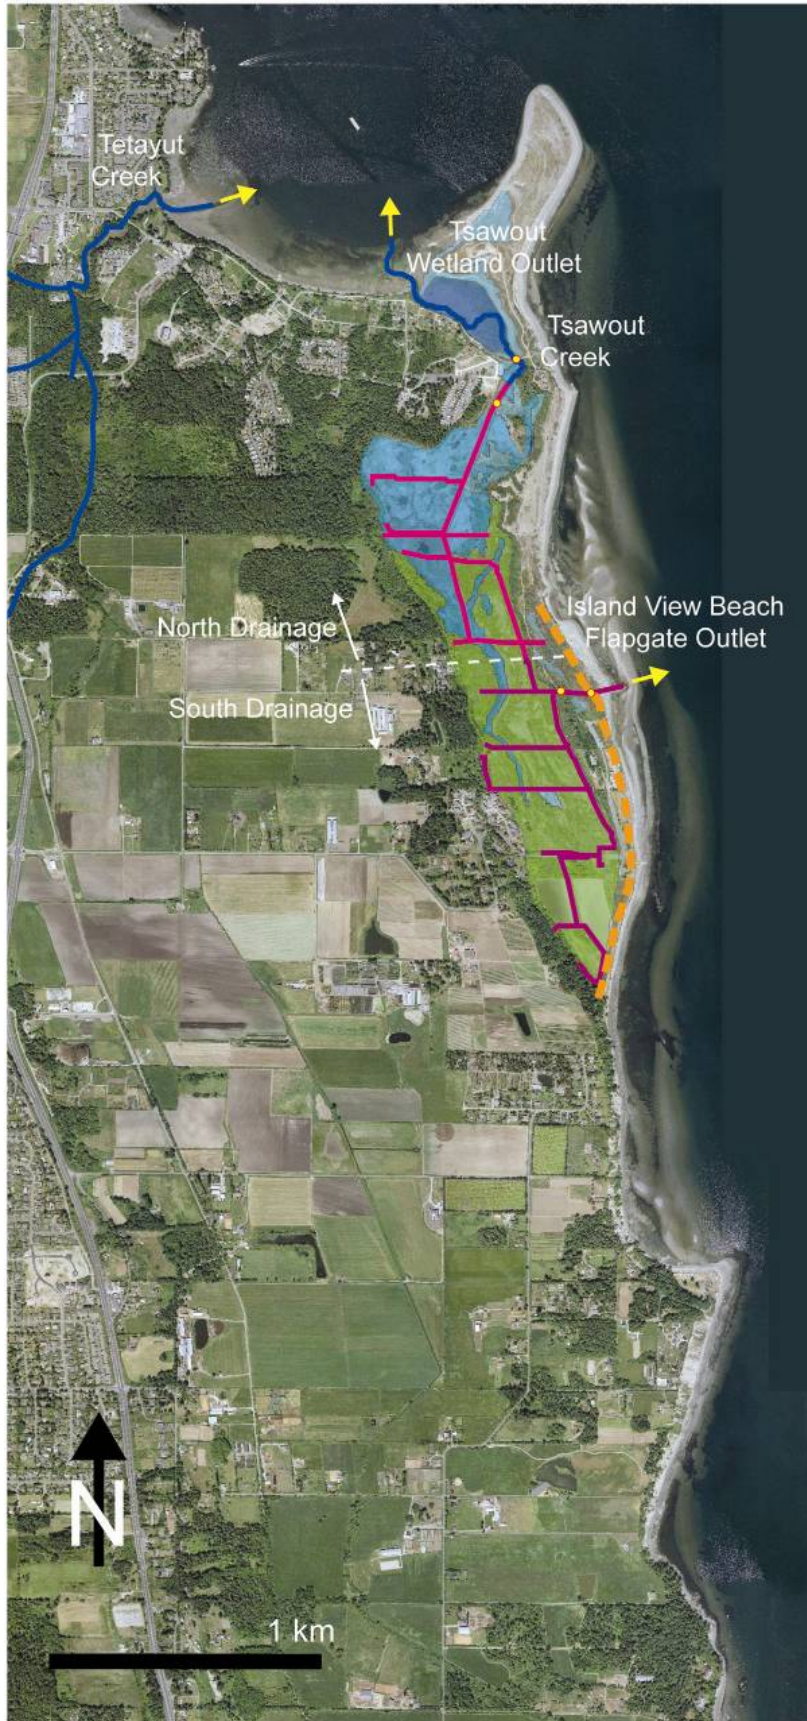 Tetayut
Creek
Tsawout
Wetland Outlet
Tsawout
Creek
Island View Beach
Flapgate Outlet
North Drainage
South Drainage
N
1 km